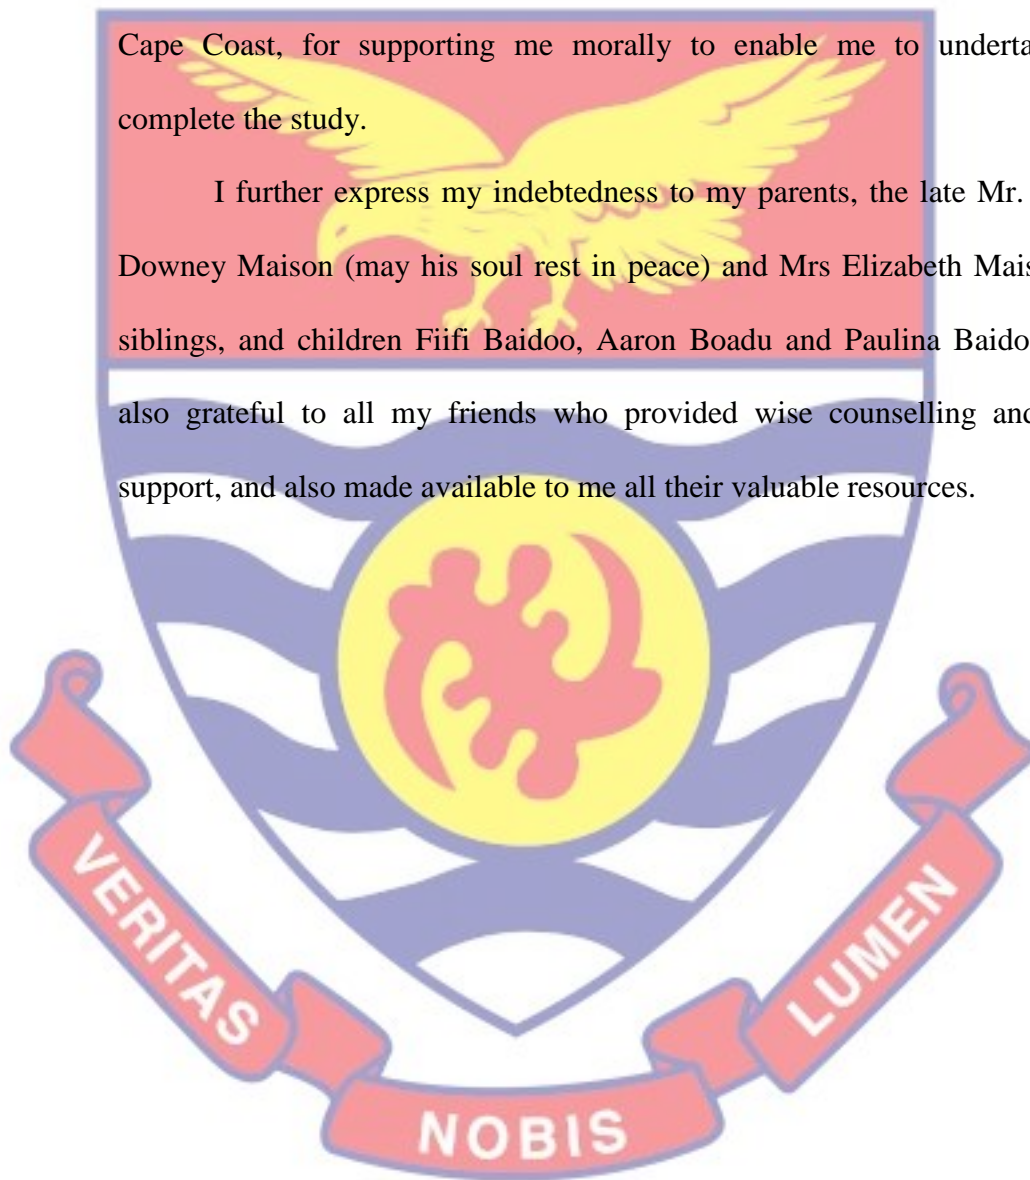 Cape Coast, for supporting me morally to enable me to underta
complete the study.
I further express my indebtedness to my parents, the late Mr.
Downey Maison (may his soul rest in peace) and Mrs Elizabeth Mais
siblings, and children Fiifi Baidoo, Aaron Boadu and Paulina Baido
also grateful to all my friends who provided wise counselling and
support, and also made available to me all their valuable resources.
VERITAS
NOBIS
LUMEN